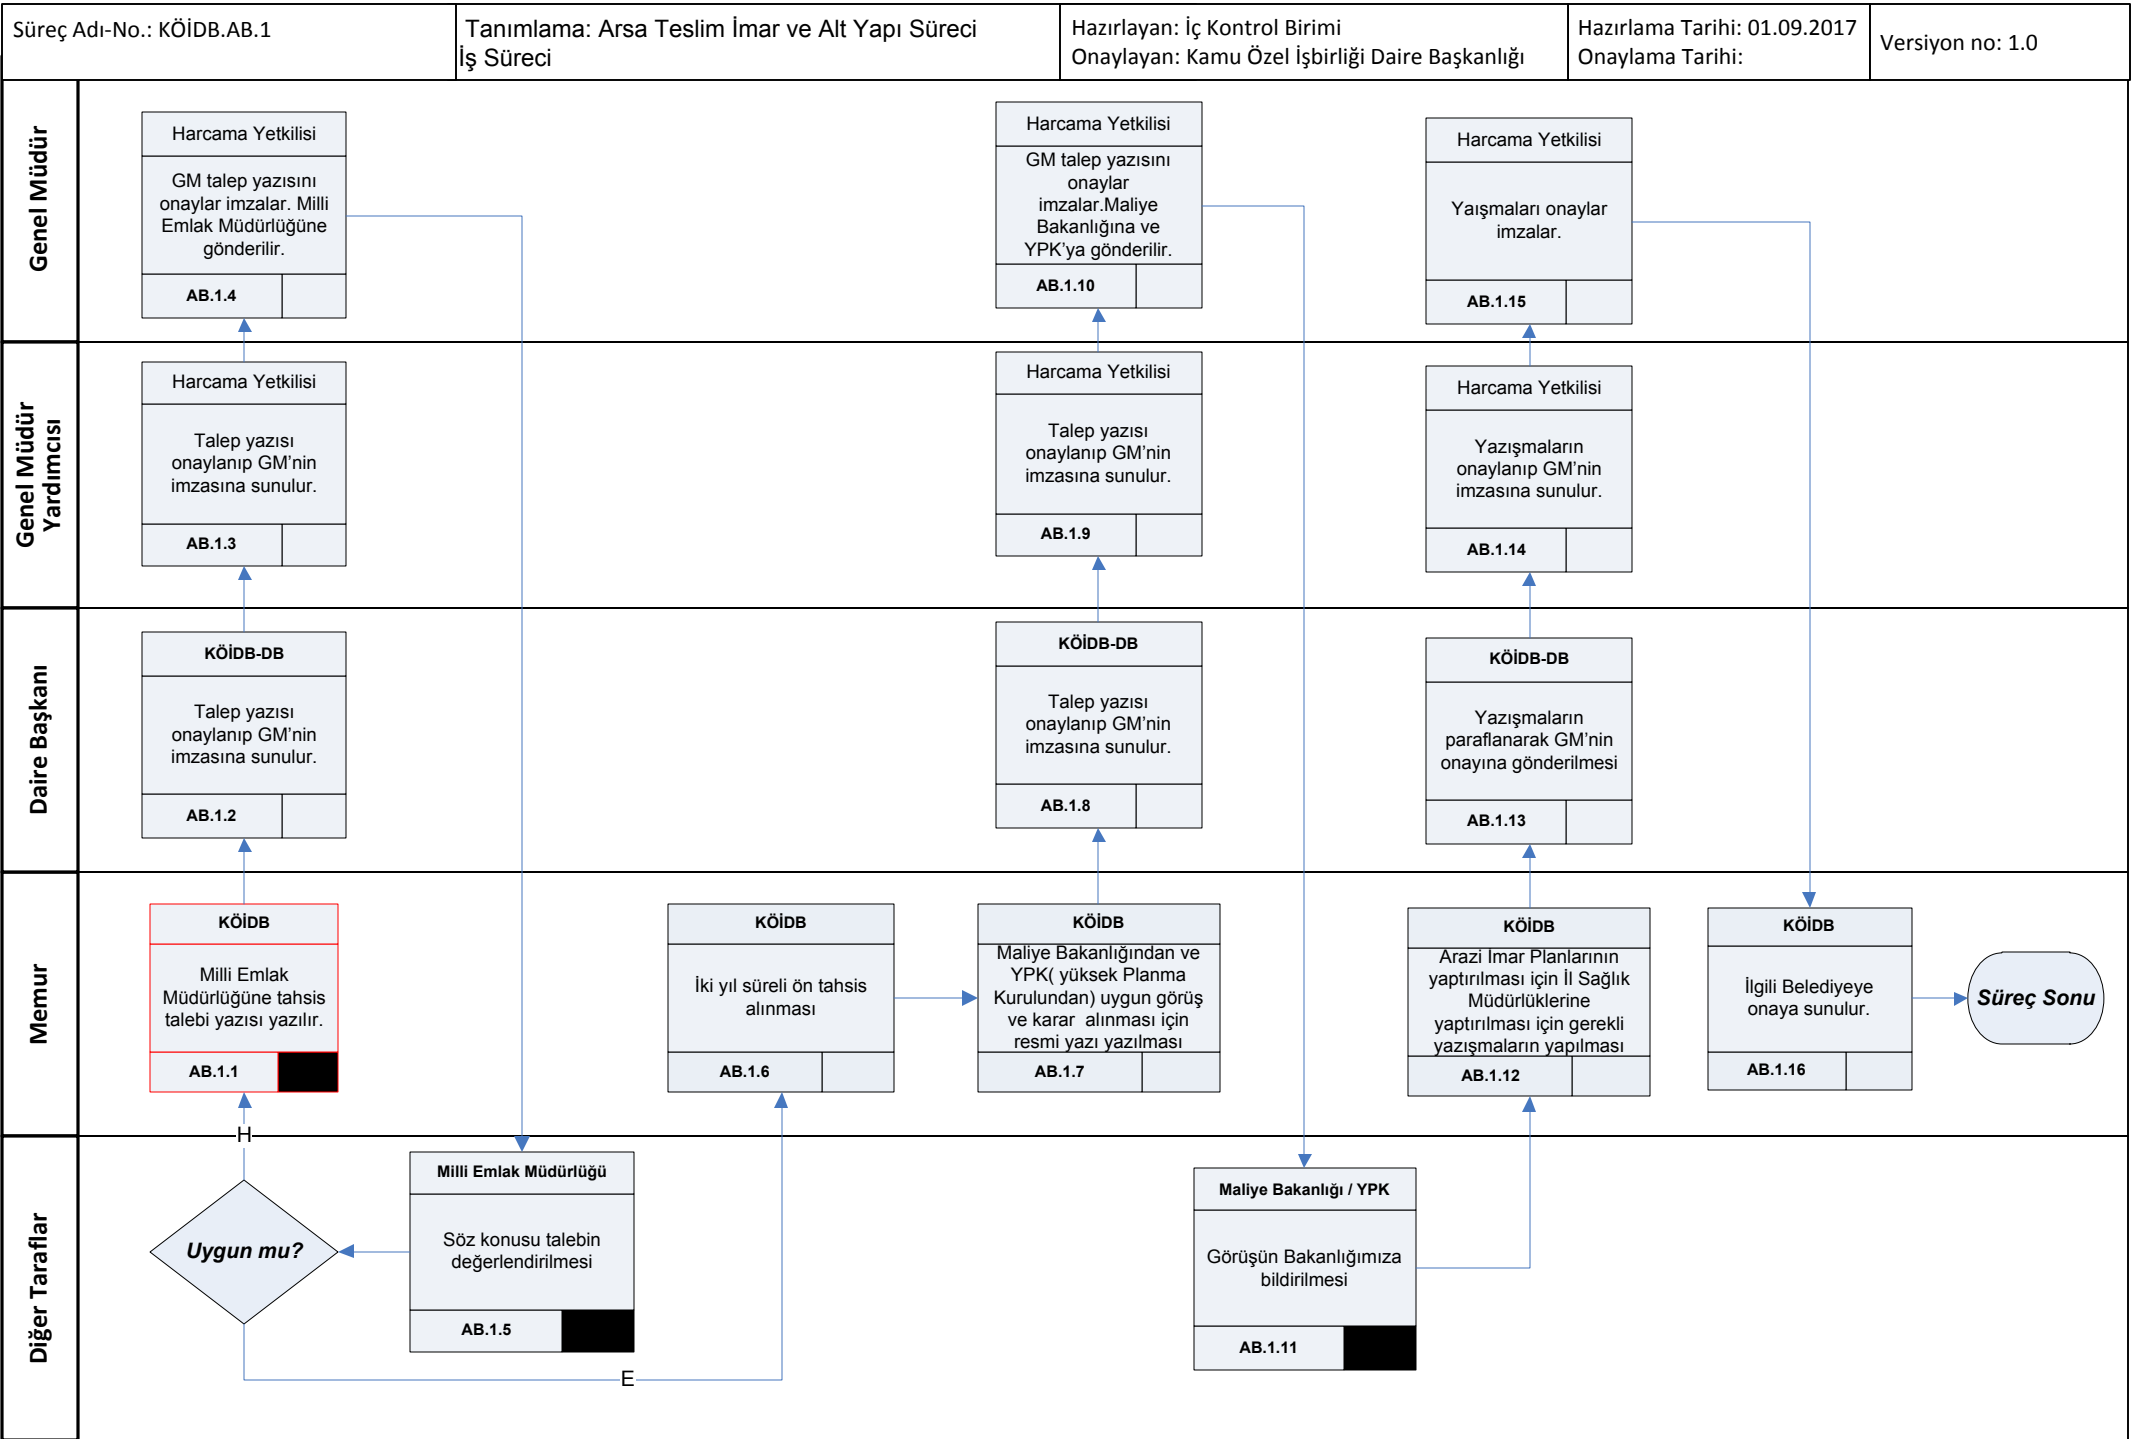 Süreç Adı-No.: KÖİDB.AB.1
Tanımlama: Arsa Teslim İmar ve Alt Yapı Süreci
İş Süreci
Hazırlayan: İç Kontrol Birimi
Onaylayan: Kamu Özel İşbirliği Daire Başkanlığı
Hazırlama Tarihi: 01.09.2017
Onaylama Tarihi:
Versiyon no: 1.0
Genel Müdür
Harcama Yetkilisi
GM talep yazısını
onaylar imzalar. Milli
Emlak Müdürlüğüne
gönderilir.
AB.1.4
Harcama Yetkilisi
GM talep yazısını
onaylar
imzalar.Maliye
Bakanlığına ve
YPK'ya gönderilir.
AB.1.10
Harcama Yetkilisi
Yaışmaları onaylar
imzalar.
AB.1.15
Genel Müdür
Yardımcısı
Harcama Yetkilisi
Talep yazısı
onaylanıp GM'nin
imzasına sunulur.
AB.1.3
Harcama Yetkilisi
Talep yazısı
onaylanıp GM'nin
imzasına sunulur.
AB.1.9
Harcama Yetkilisi
Yazışmaların
onaylanıp GM'nin
imzasına sunulur.
AB.1.14
Daire Başkanı
KÖİDB-DB
Talep yazısı
onaylanıp GM'nin
imzasına sunulur.
AB.1.2
KÖİDB-DB
Talep yazısı
onaylanıp GM'nin
imzasına sunulur.
AB.1.8
KÖİDB-DB
Yazışmaların
paraflanarak GM'nin
onayına gönderilmesi
AB.1.13
Memur
KÖİDB
Milli Emlak
Müdürlüğüne tahsis
talebi yazısı yazılır.
AB.1.1
KÖİDB
İki yıl süreli ön tahsis
alınması
AB.1.6
KÖİDB
Maliye Bakanlığından ve
YPK( yüksek Planma
Kurulundan) uygun görüş
ve karar  alınması için
resmi yazı yazılması
AB.1.7
KÖİDB
Arazi İmar Planlarının
yaptırılması için İl Sağlık
Müdürlüklerine
yaptırılması için gerekli
yazışmaların yapılması
AB.1.12
KÖİDB
İlgili Belediyeye
onaya sunulur.
AB.1.16
Süreç Sonu
Diğer Taraflar
H
Uygun mu?
E
Milli Emlak Müdürlüğü
Söz konusu talebin
değerlendirilmesi
AB.1.5
Maliye Bakanlığı / YPK
Görüşün Bakanlığımıza
bildirilmesi
AB.1.11